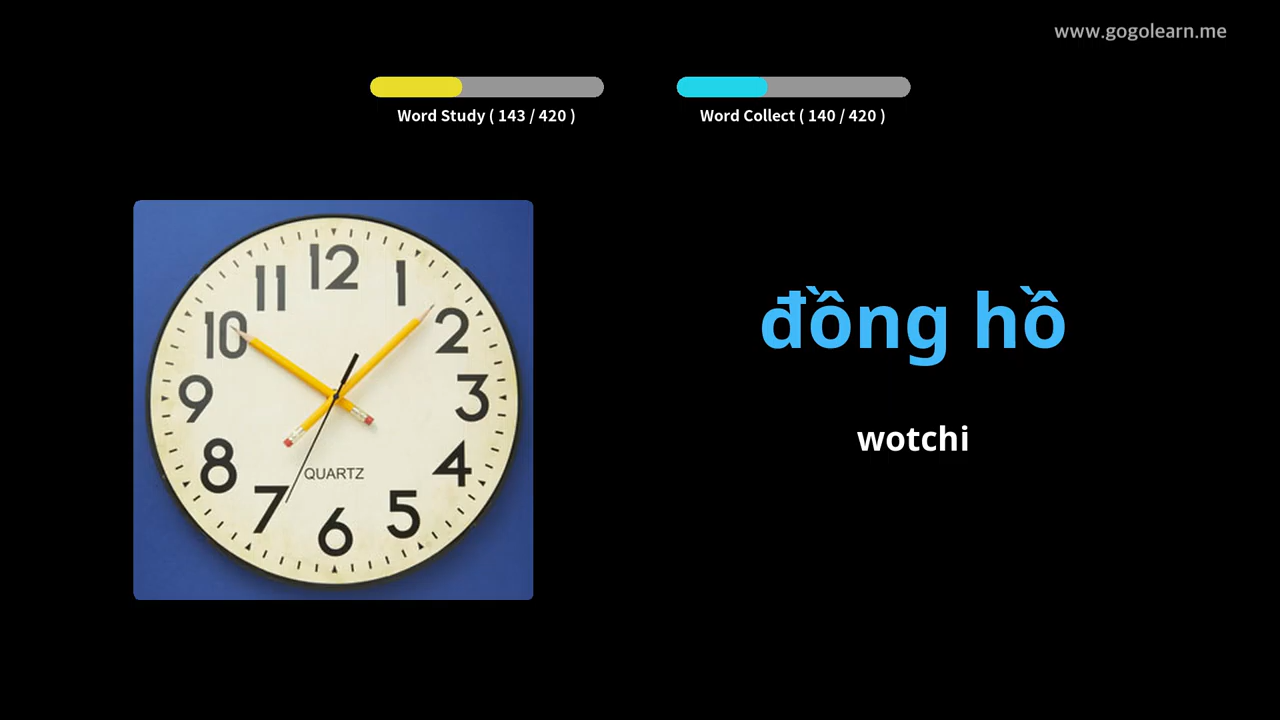 www.gogolearn.me
Word Study ( 143 / 420 )
Word Collect ( 140 / 420 )
12
11
1
10
2
9
3
8
4
QUARTZ
7
5
6
đồng hồ
wotchi